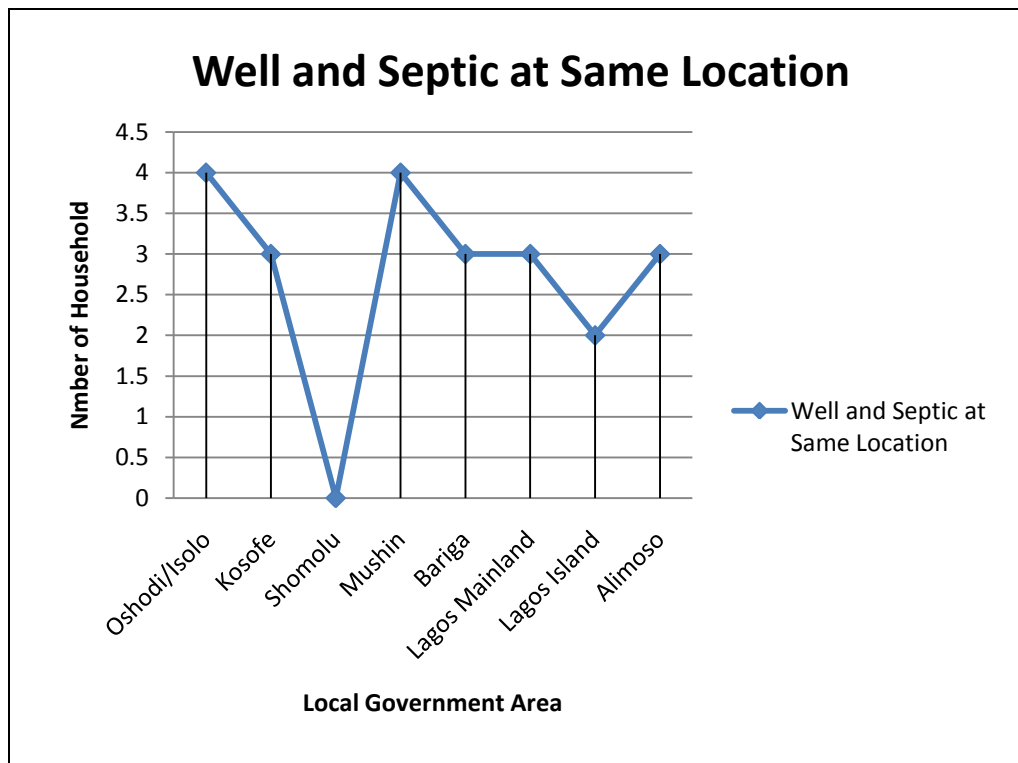 Well and Septic at Same Location
4.5
4
3.5
3
2.5
2
1.5
1
0.5
0
Nmber of Household
Oshodi/Isolo
Kosofe
Shomolu
Mushin
Bariga
Lagos Mainland
Lagos Island
Alimoso
Local Government Area
Well and Septic at
Same Location